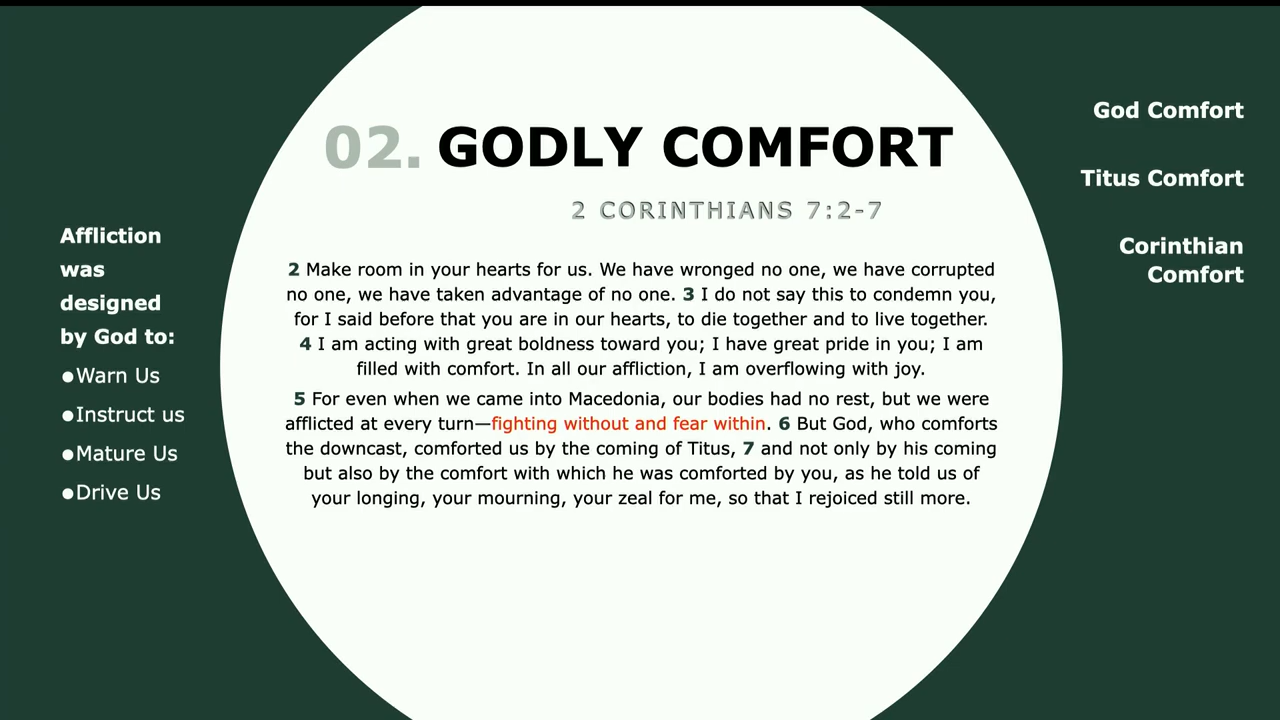 02. GODLY COMFORT
2 CORINTHIANS 7:2-7
Affliction
was
designed
by God to:
●Warn Us
●Instruct us
●Mature Us
●Drive Us
2 Make room in your hearts for us. We have wronged no one, we have corrupted
no one, we have taken advantage of no one. 3 I do not say this to condemn you,
for I said before that you are in our hearts, to die together and to live together.
4 I am acting with great boldness toward you; I have great pride in you; I am
filled with comfort. In all our affliction, I am overflowing with joy.
5 For even when we came into Macedonia, our bodies had no rest, but we were
afflicted at every turn—fighting without and fear within. 6 But God, who comforts
the downcast, comforted us by the coming of Titus, 7 and not only by his coming
but also by the comfort with which he was comforted by you, as he told us of
your longing, your mourning, your zeal for me, so that I rejoiced still more.
God Comfort
Titus Comfort
Corinthian
Comfort